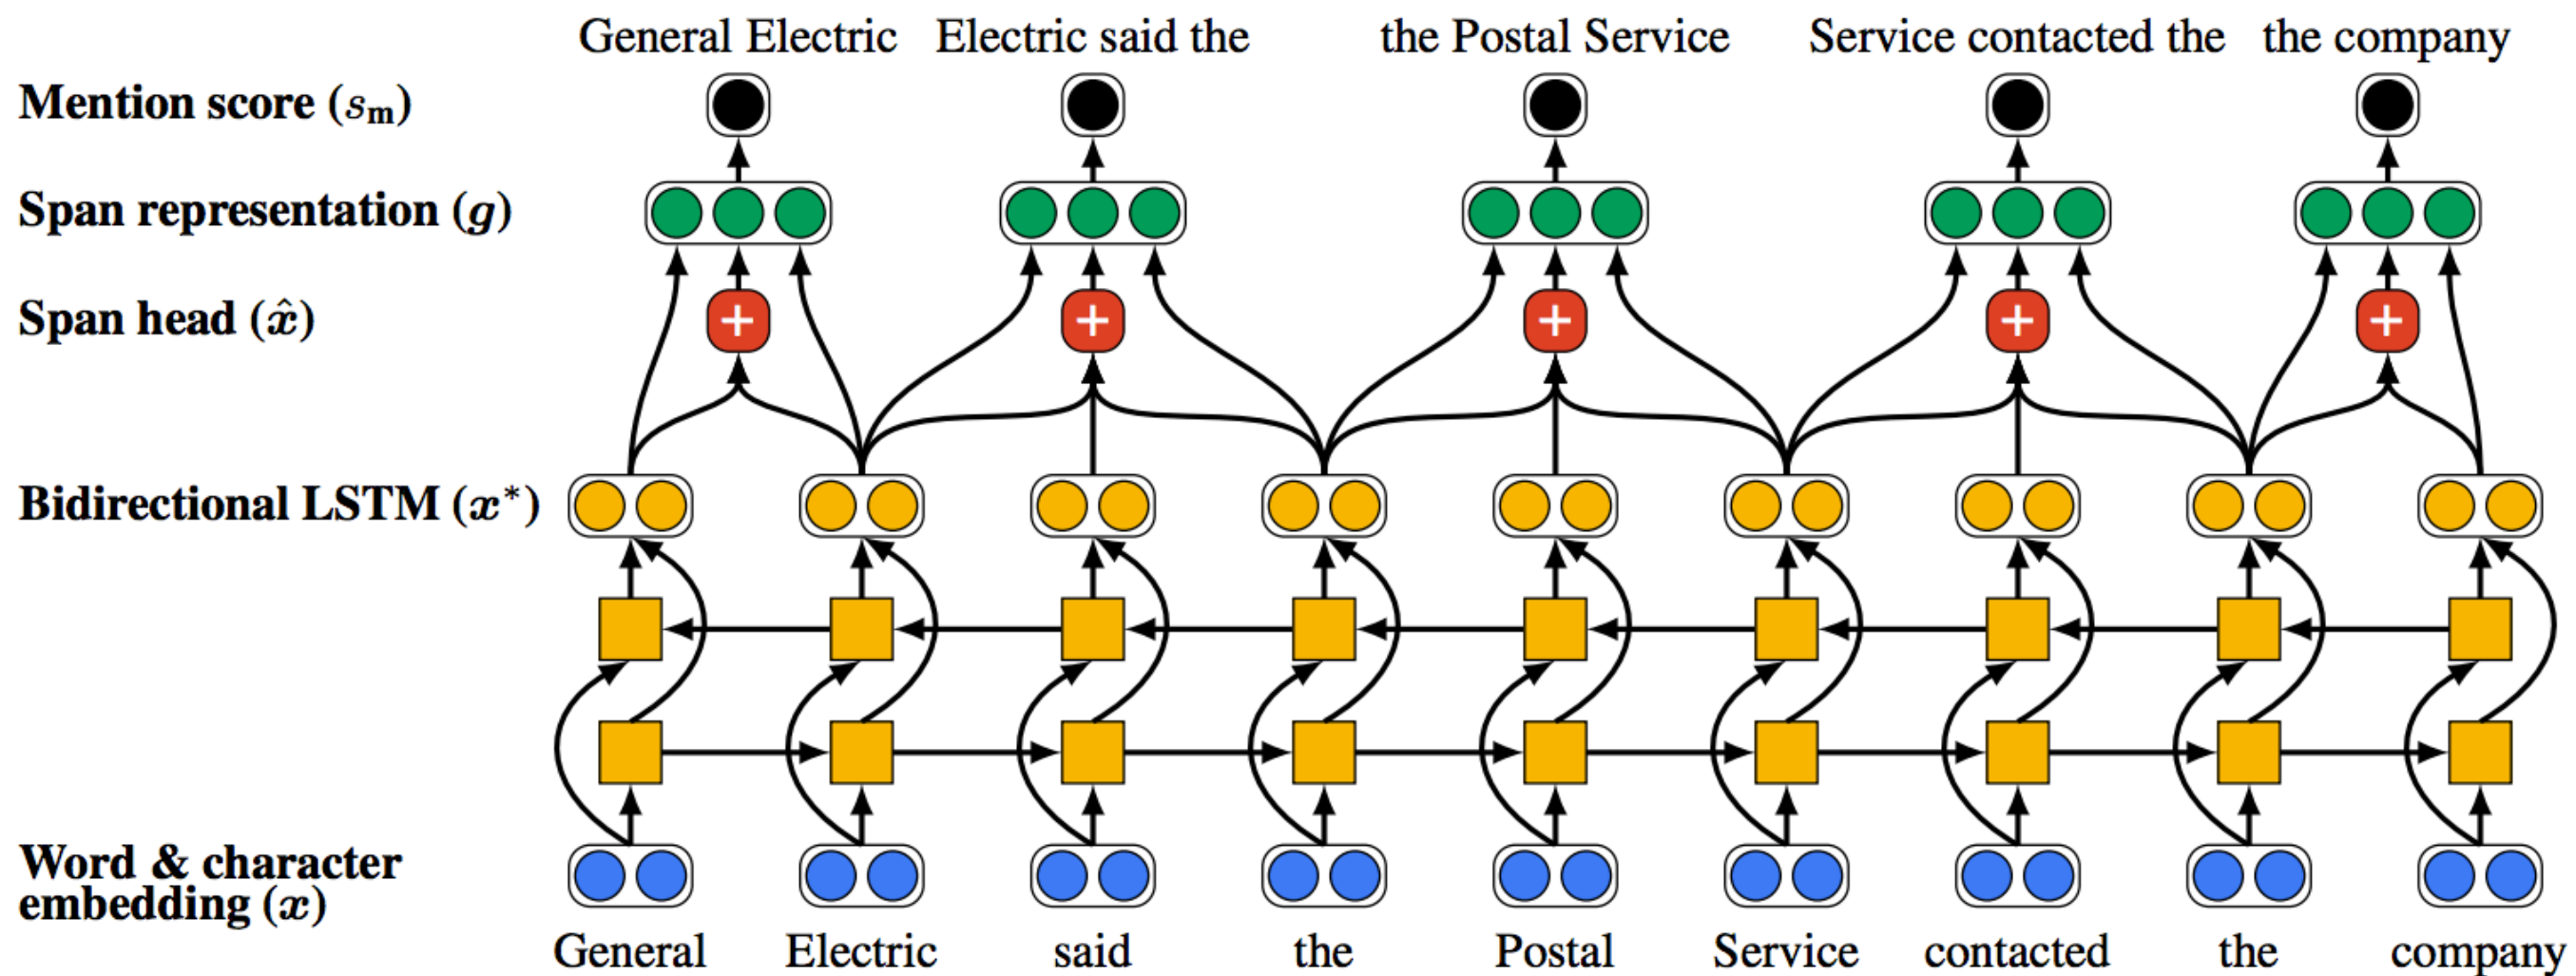 General Electric Electric said the the Postal Service Service contacted the the company
Mention score (sm)
Span representation (g)
Span head (x̂)
+ + + + +
Bidirectional LSTM (x*)
Word & character
embedding (x)
General Electric said the Postal Service contacted the company